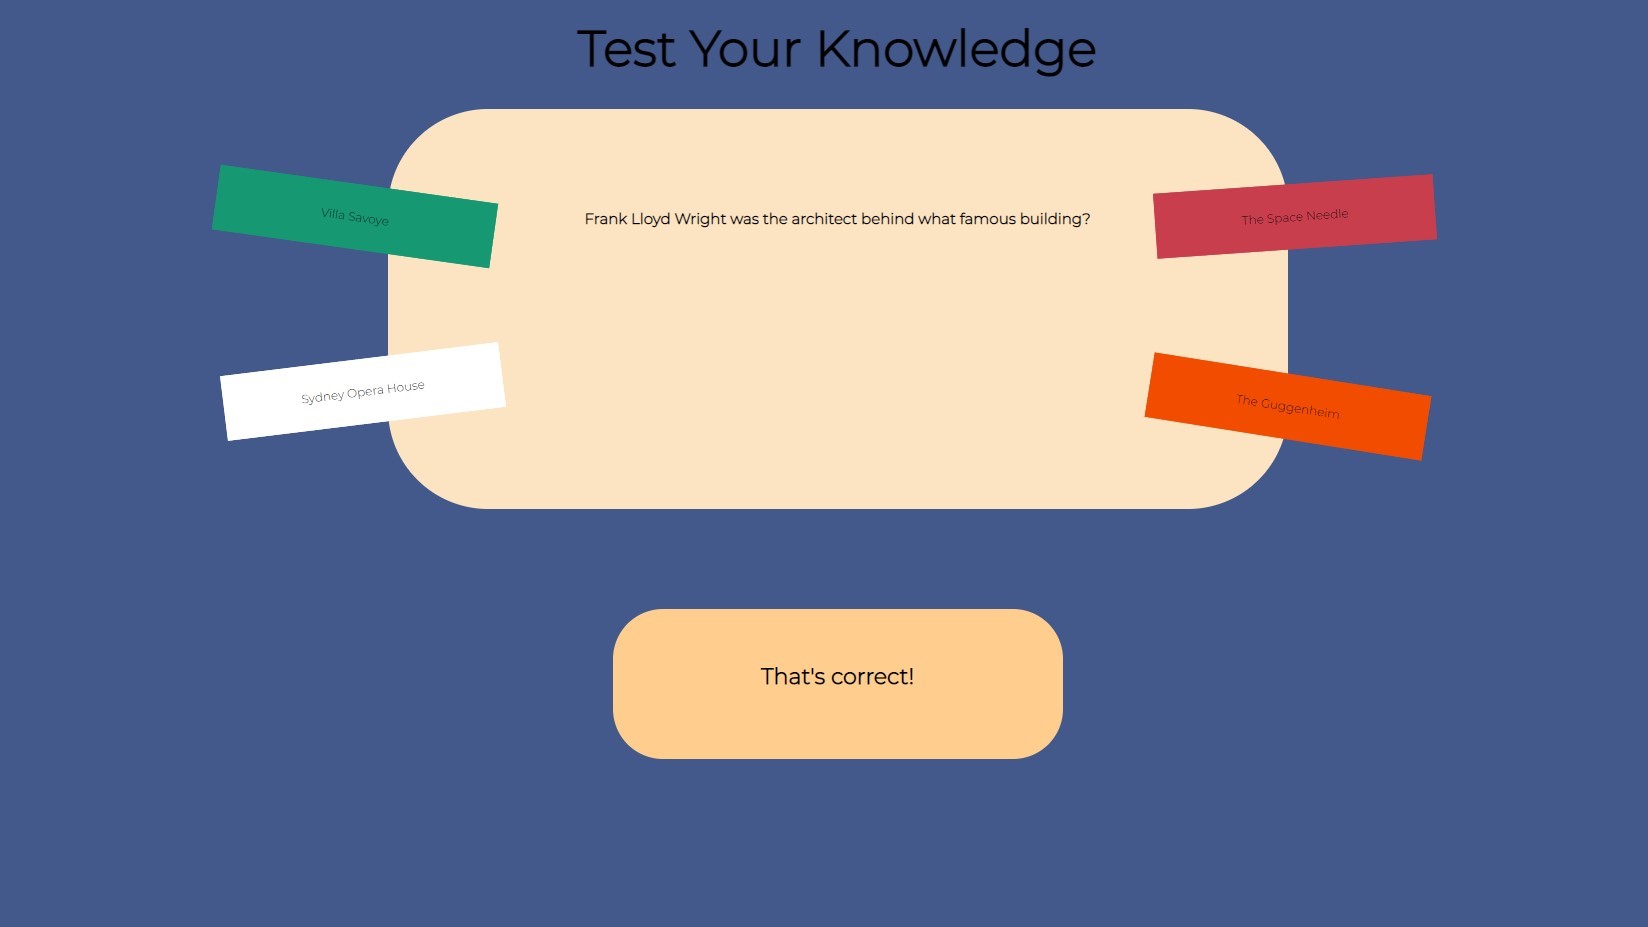 Test Your Knowledge
Villa Savoye
Frank Lloyd Wright was the architect behind what famous building?
The Space Needle
Sydney Opera House
The Guggenheim
That's correct!